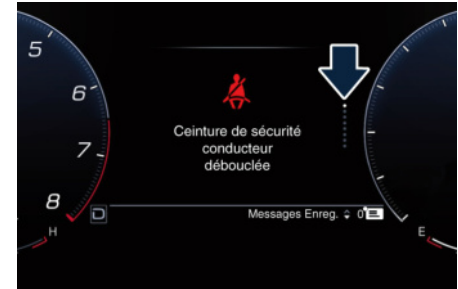 5
6
7
8
Ceinture de sécurité
conducteur
débouclée
D
Messages Enreg. 0
H
E